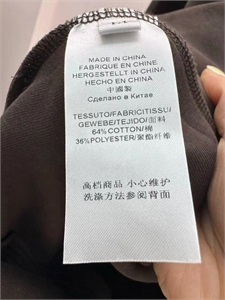 MADE IN CHINA
FABRIQUE EN CHINE
HERGESTELLT IN CHINA
HECHO EN CHINA
中國製
Сделано в Китае
TESSUTO/FABRIC/TISSU/
GEWEBE/TEJIDO/面料
64%COTTON/棉
36%POLYESTER/聚酯纤维
高档商品 小心维护
洗涤方法参阅背面